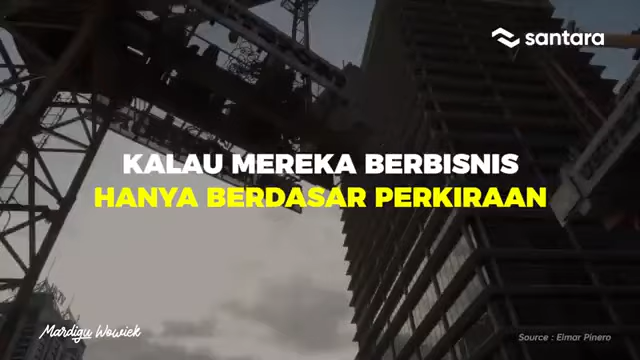 santara
KALAU MEREKA BERBISNIS
HANYA BERDASAR PERKIRAAN
Mardigu Wowiek
Source : Elmar Pinero